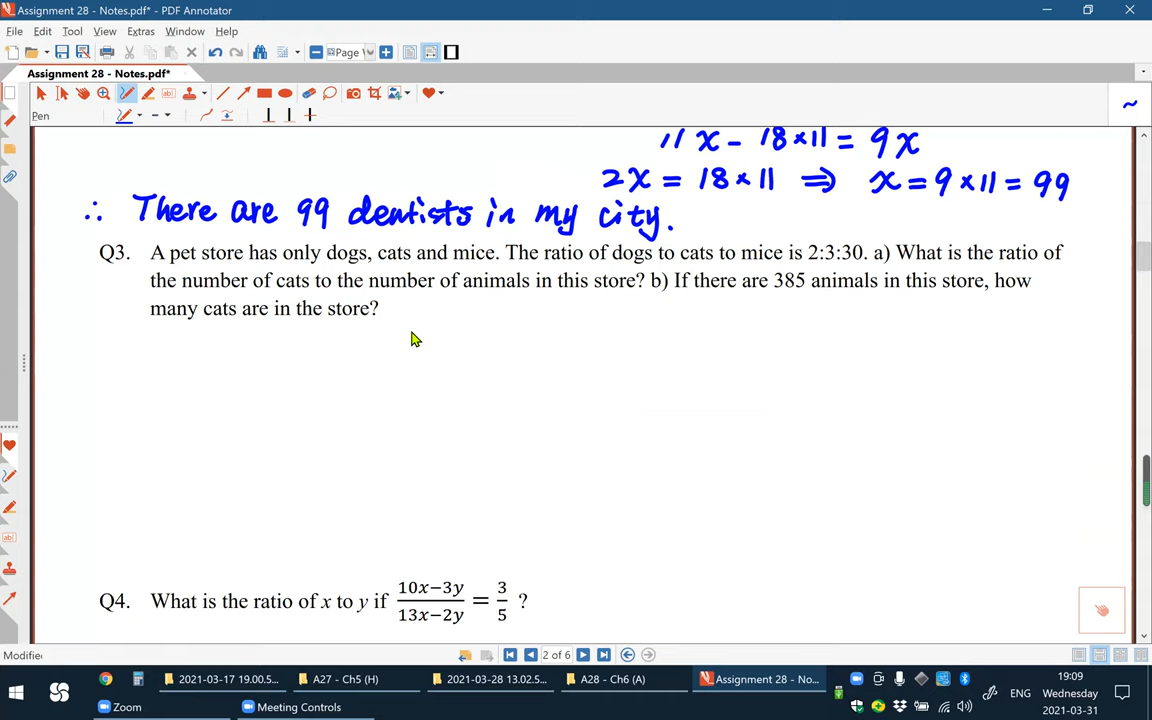 Assignment 28 - Notes.pdf* - PDF Annotator
File Edit Tool View Extras Window Help
Page W
Assignment 28 - Notes.pdf*
Pen
11x - 18×11 = 9x
2x = 18×11 ⇒ x = 9×11 = 99
∴ There are 99 dentists in my city.
Q3. A pet store has only dogs, cats and mice. The ratio of dogs to cats to mice is 2:3:30. a) What is the ratio of
the number of cats to the number of animals in this store? b) If there are 385 animals in this store, how
many cats are in the store?
Q4. What is the ratio of x to y if (10x−3y)/(13x−2y) = 3/5 ?
Modifie 2 of 6
2021-03-17 19.00.5... A27 - Ch5 (H) 2021-03-28 13.02.5... A28 - Ch6 (A) Assignment 28 - No...
Zoom Meeting Controls
ENG
19:09
Wednesday
2021-03-31